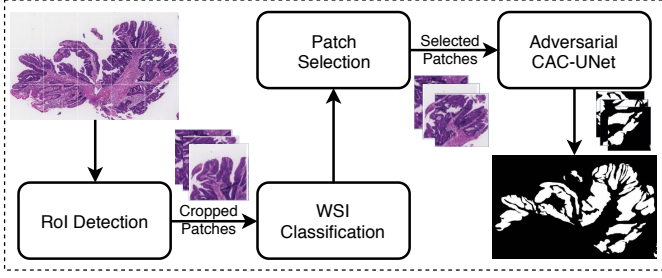 Patch
Selection
Selected
Patches
Adversarial
CAC-UNet
RoI Detection
Cropped
Patches
WSI
Classification